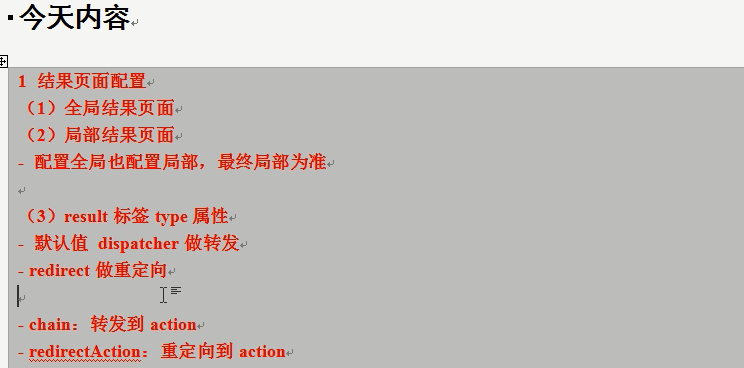 ▪今天内容
1 结果页面配置
（1）全局结果页面
（2）局部结果页面
- 配置全局也配置局部，最终局部为准
（3）result 标签 type 属性
- 默认值 dispatcher 做转发
- redirect 做重定向
- chain：转发到 action
- redirectAction：重定向到 action